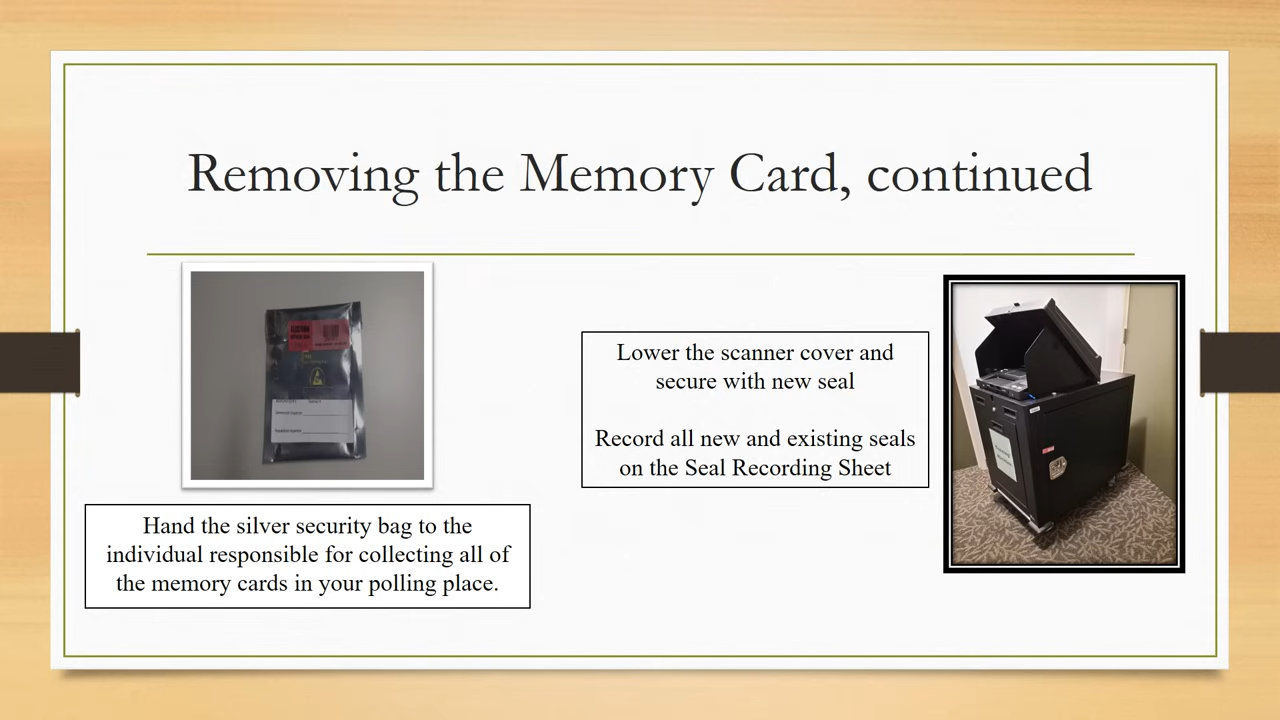 Removing the Memory Card, continued
Hand the silver security bag to the
individual responsible for collecting all of
the memory cards in your polling place.
Lower the scanner cover and
secure with new seal
Record all new and existing seals
on the Seal Recording Sheet